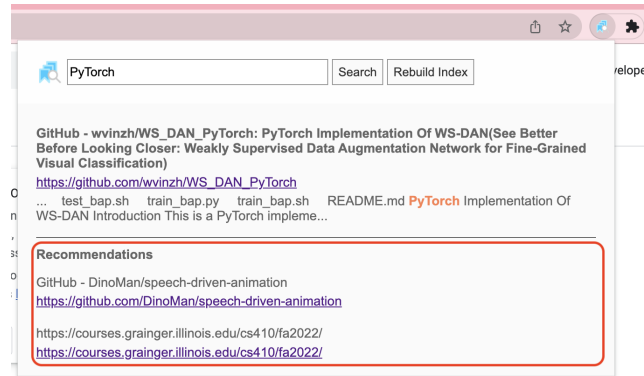 PyTorch
Search
Rebuild Index
GitHub - wvinzh/WS_DAN_PyTorch: PyTorch Implementation Of WS-DAN(See Better
Before Looking Closer: Weakly Supervised Data Augmentation Network for Fine-Grained
Visual Classification)
https://github.com/wvinzh/WS_DAN_PyTorch
... test_bap.sh train_bap.py train_bap.sh README.md PyTorch Implementation Of
WS-DAN Introduction This is a PyTorch impleme...
Recommendations
GitHub - DinoMan/speech-driven-animation
https://github.com/DinoMan/speech-driven-animation
https://courses.grainger.illinois.edu/cs410/fa2022/
https://courses.grainger.illinois.edu/cs410/fa2022/